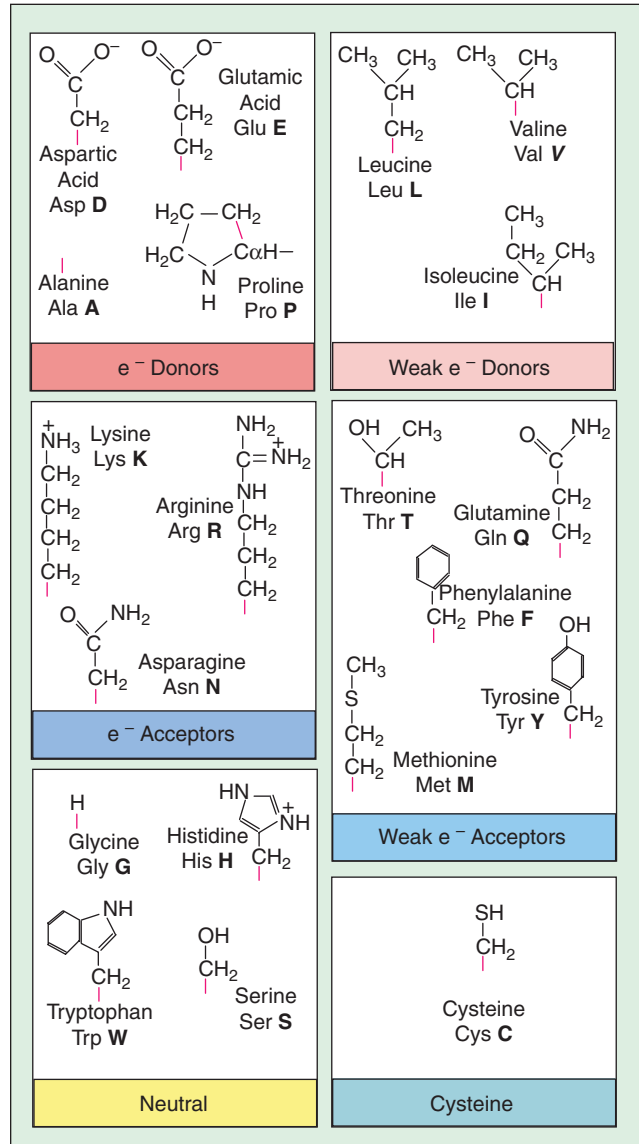 O
O−
CH2
Aspartic
Acid
Asp D
O
O−
CH2
CH2
Glutamic
Acid
Glu E
Alanine
Ala A
H2C
CH2
H2C
CαH
N
H
Proline
Pro P
e− Donors
CH3
CH3
CH
CH2
Leucine
Leu L
CH3
CH3
CH
Valine
Val V
CH3
CH2
CH3
CH
Isoleucine
Ile I
Weak e− Donors
+
NH3
CH2
CH2
CH2
CH2
Lysine
Lys K
NH2
+
C=NH2
NH
CH2
CH2
CH2
Arginine
Arg R
O
NH2
C
CH2
Asparagine
Asn N
e− Acceptors
OH
CH3
CH
Threonine
Thr T
O
NH2
C
CH2
CH2
Glutamine
Gln Q
CH2
Phenylalanine
Phe F
OH
CH2
Tyrosine
Tyr Y
CH3
S
CH2
CH2
Methionine
Met M
Weak e− Acceptors
H
Glycine
Gly G
HN
+
NH
CH2
Histidine
His H
NH
CH2
Tryptophan
Trp W
OH
CH2
Serine
Ser S
Neutral
SH
CH2
Cysteine
Cys C
Cysteine